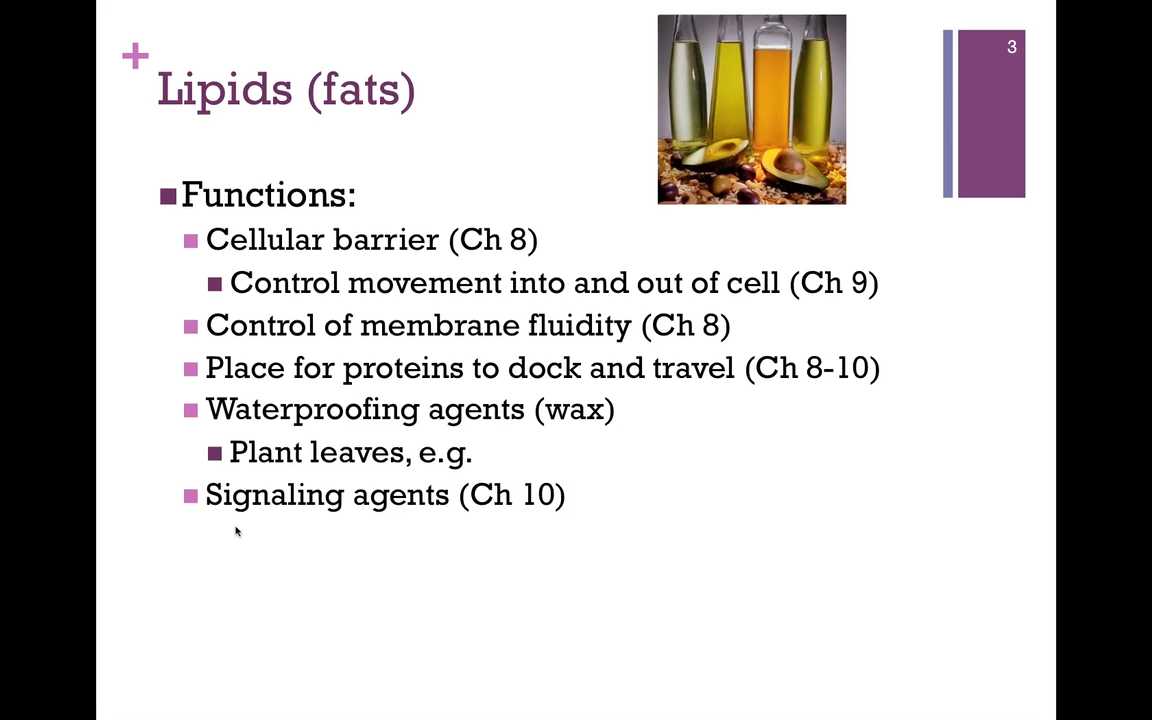 3
+
Lipids (fats)
Functions:
Cellular barrier (Ch 8)
Control movement into and out of cell (Ch 9)
Control of membrane fluidity (Ch 8)
Place for proteins to dock and travel (Ch 8-10)
Waterproofing agents (wax)
Plant leaves, e.g.
Signaling agents (Ch 10)